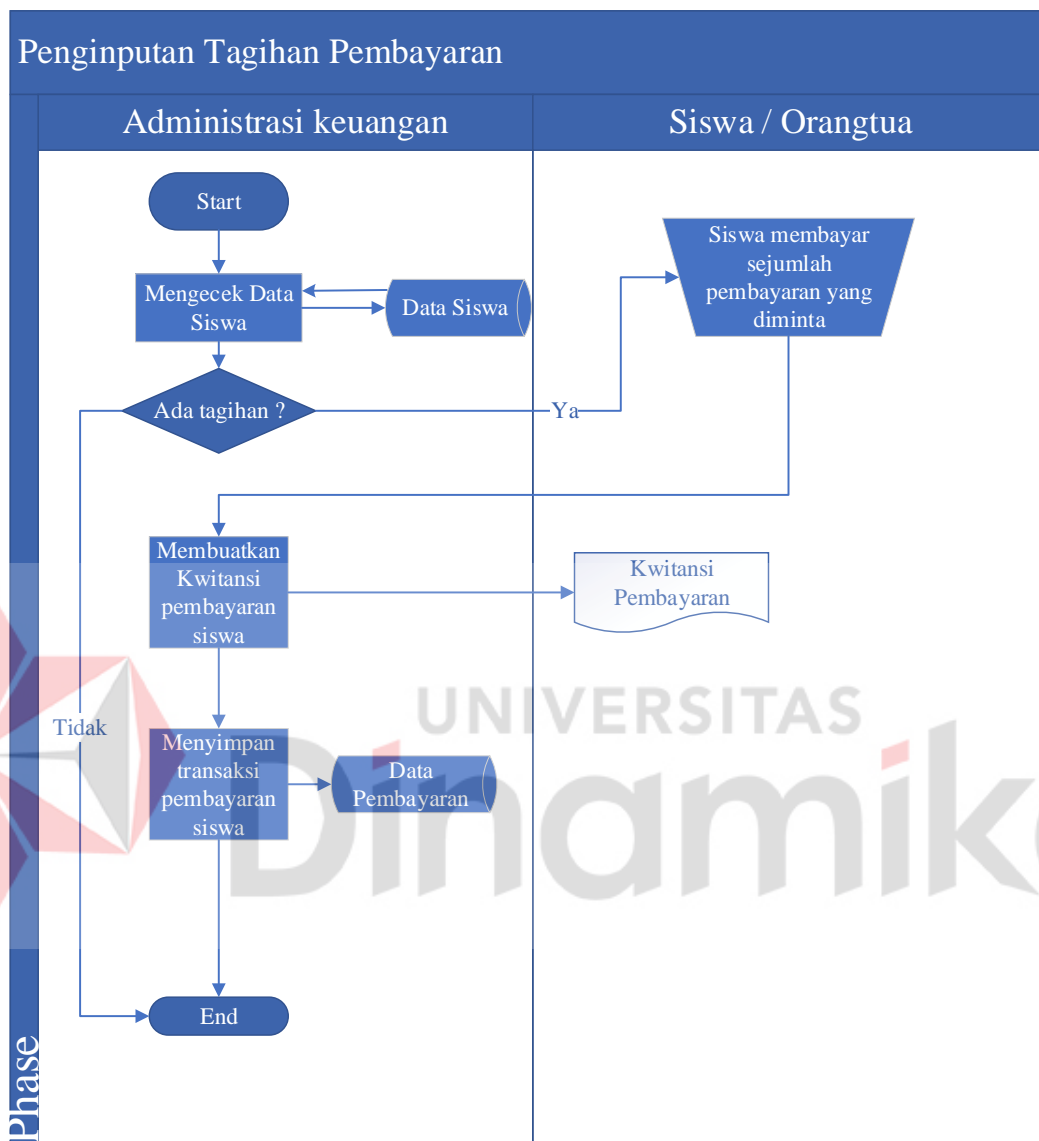 Penginputan Tagihan Pembayaran
Administrasi keuangan
Siswa / Orangtua
Start
Siswa membayar
sejumlah
pembayaran yang
diminta
Mengecek Data
Siswa
Data Siswa
Ada tagihan ?
Ya
Membuatkan
Kwitansi
pembayaran
siswa
Kwitansi
Pembayaran
UNIVERSITAS
Dinamika
Tidak
Menyimpan
transaksi
pembayaran
siswa
Data
Pembayaran
End
Phase